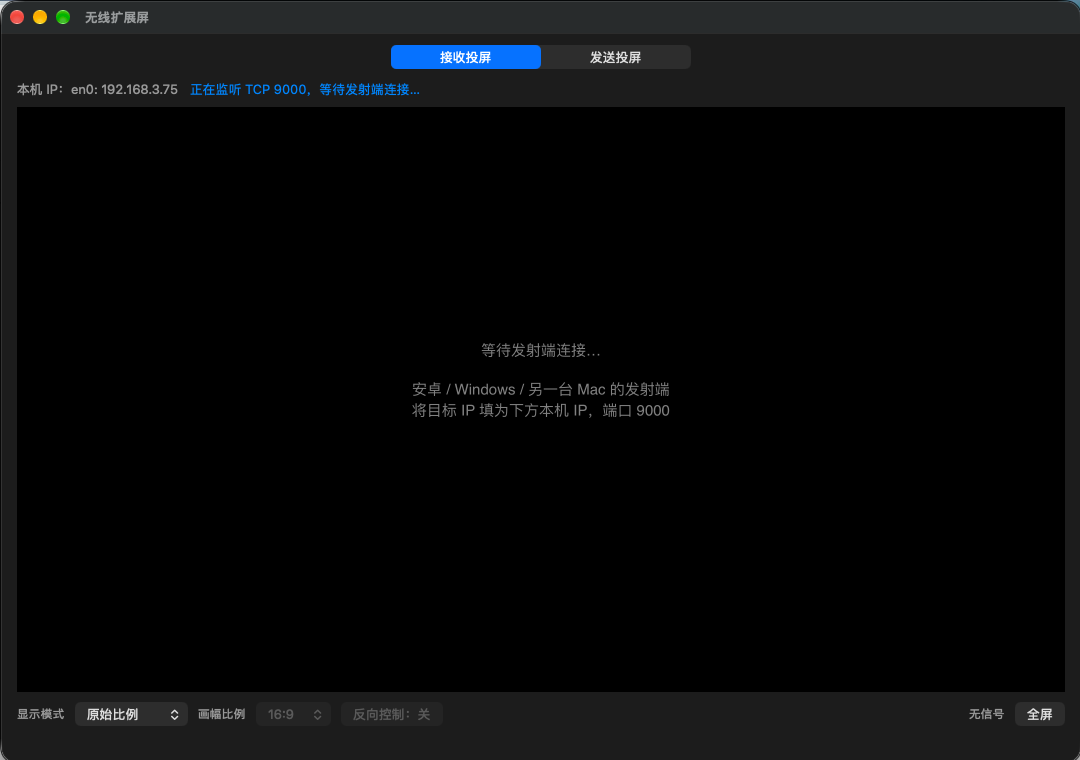 无线扩展屏
接收投屏 发送投屏
本机 IP：en0: 192.168.3.75 正在监听 TCP 9000，等待发射端连接...
等待发射端连接…
安卓 / Windows / 另一台 Mac 的发射端
将目标 IP 填为下方本机 IP，端口 9000
显示模式 原始比例 画幅比例 16:9 反向控制：关 无信号 全屏